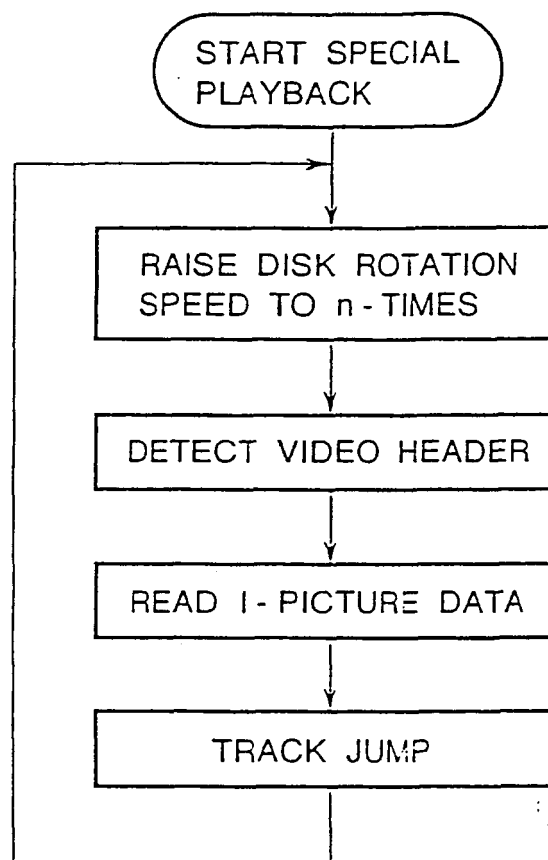 START SPECIAL
PLAYBACK
RAISE DISK ROTATION
SPEED TO n-TIMES
DETECT VIDEO HEADER
READ I-PICTURE DATA
TRACK JUMP